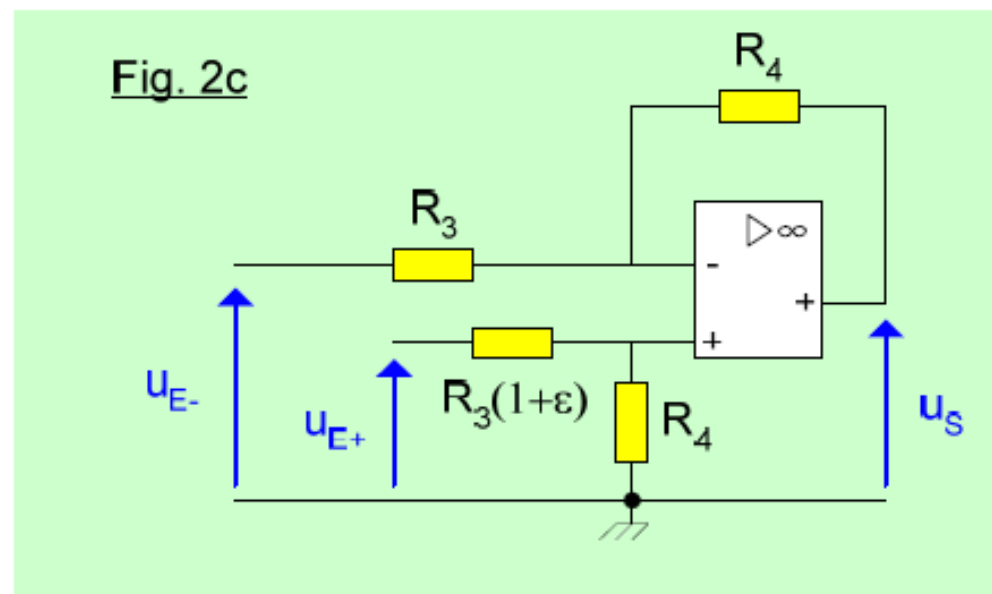 Fig. 2c
R4
R3
▷∞
-
+
+
R3(1+ε)
R4
uE-
uE+
uS